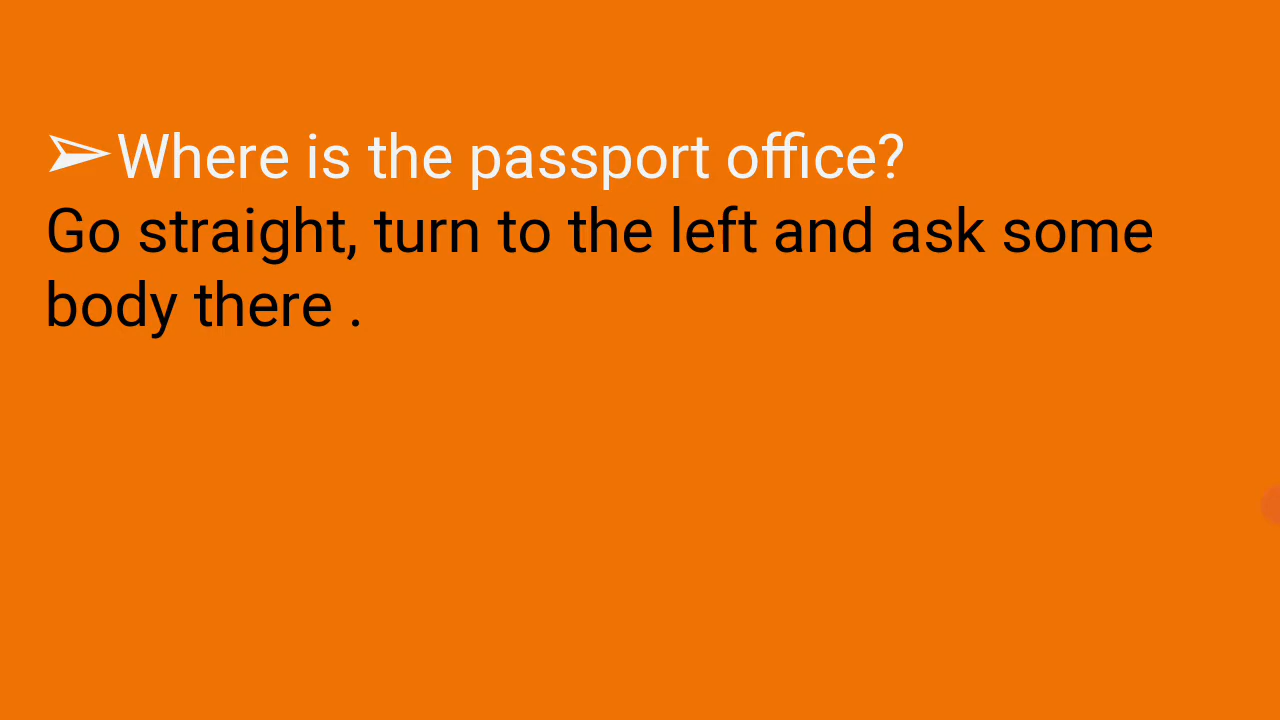 ➢Where is the passport office?
Go straight, turn to the left and ask some
body there .